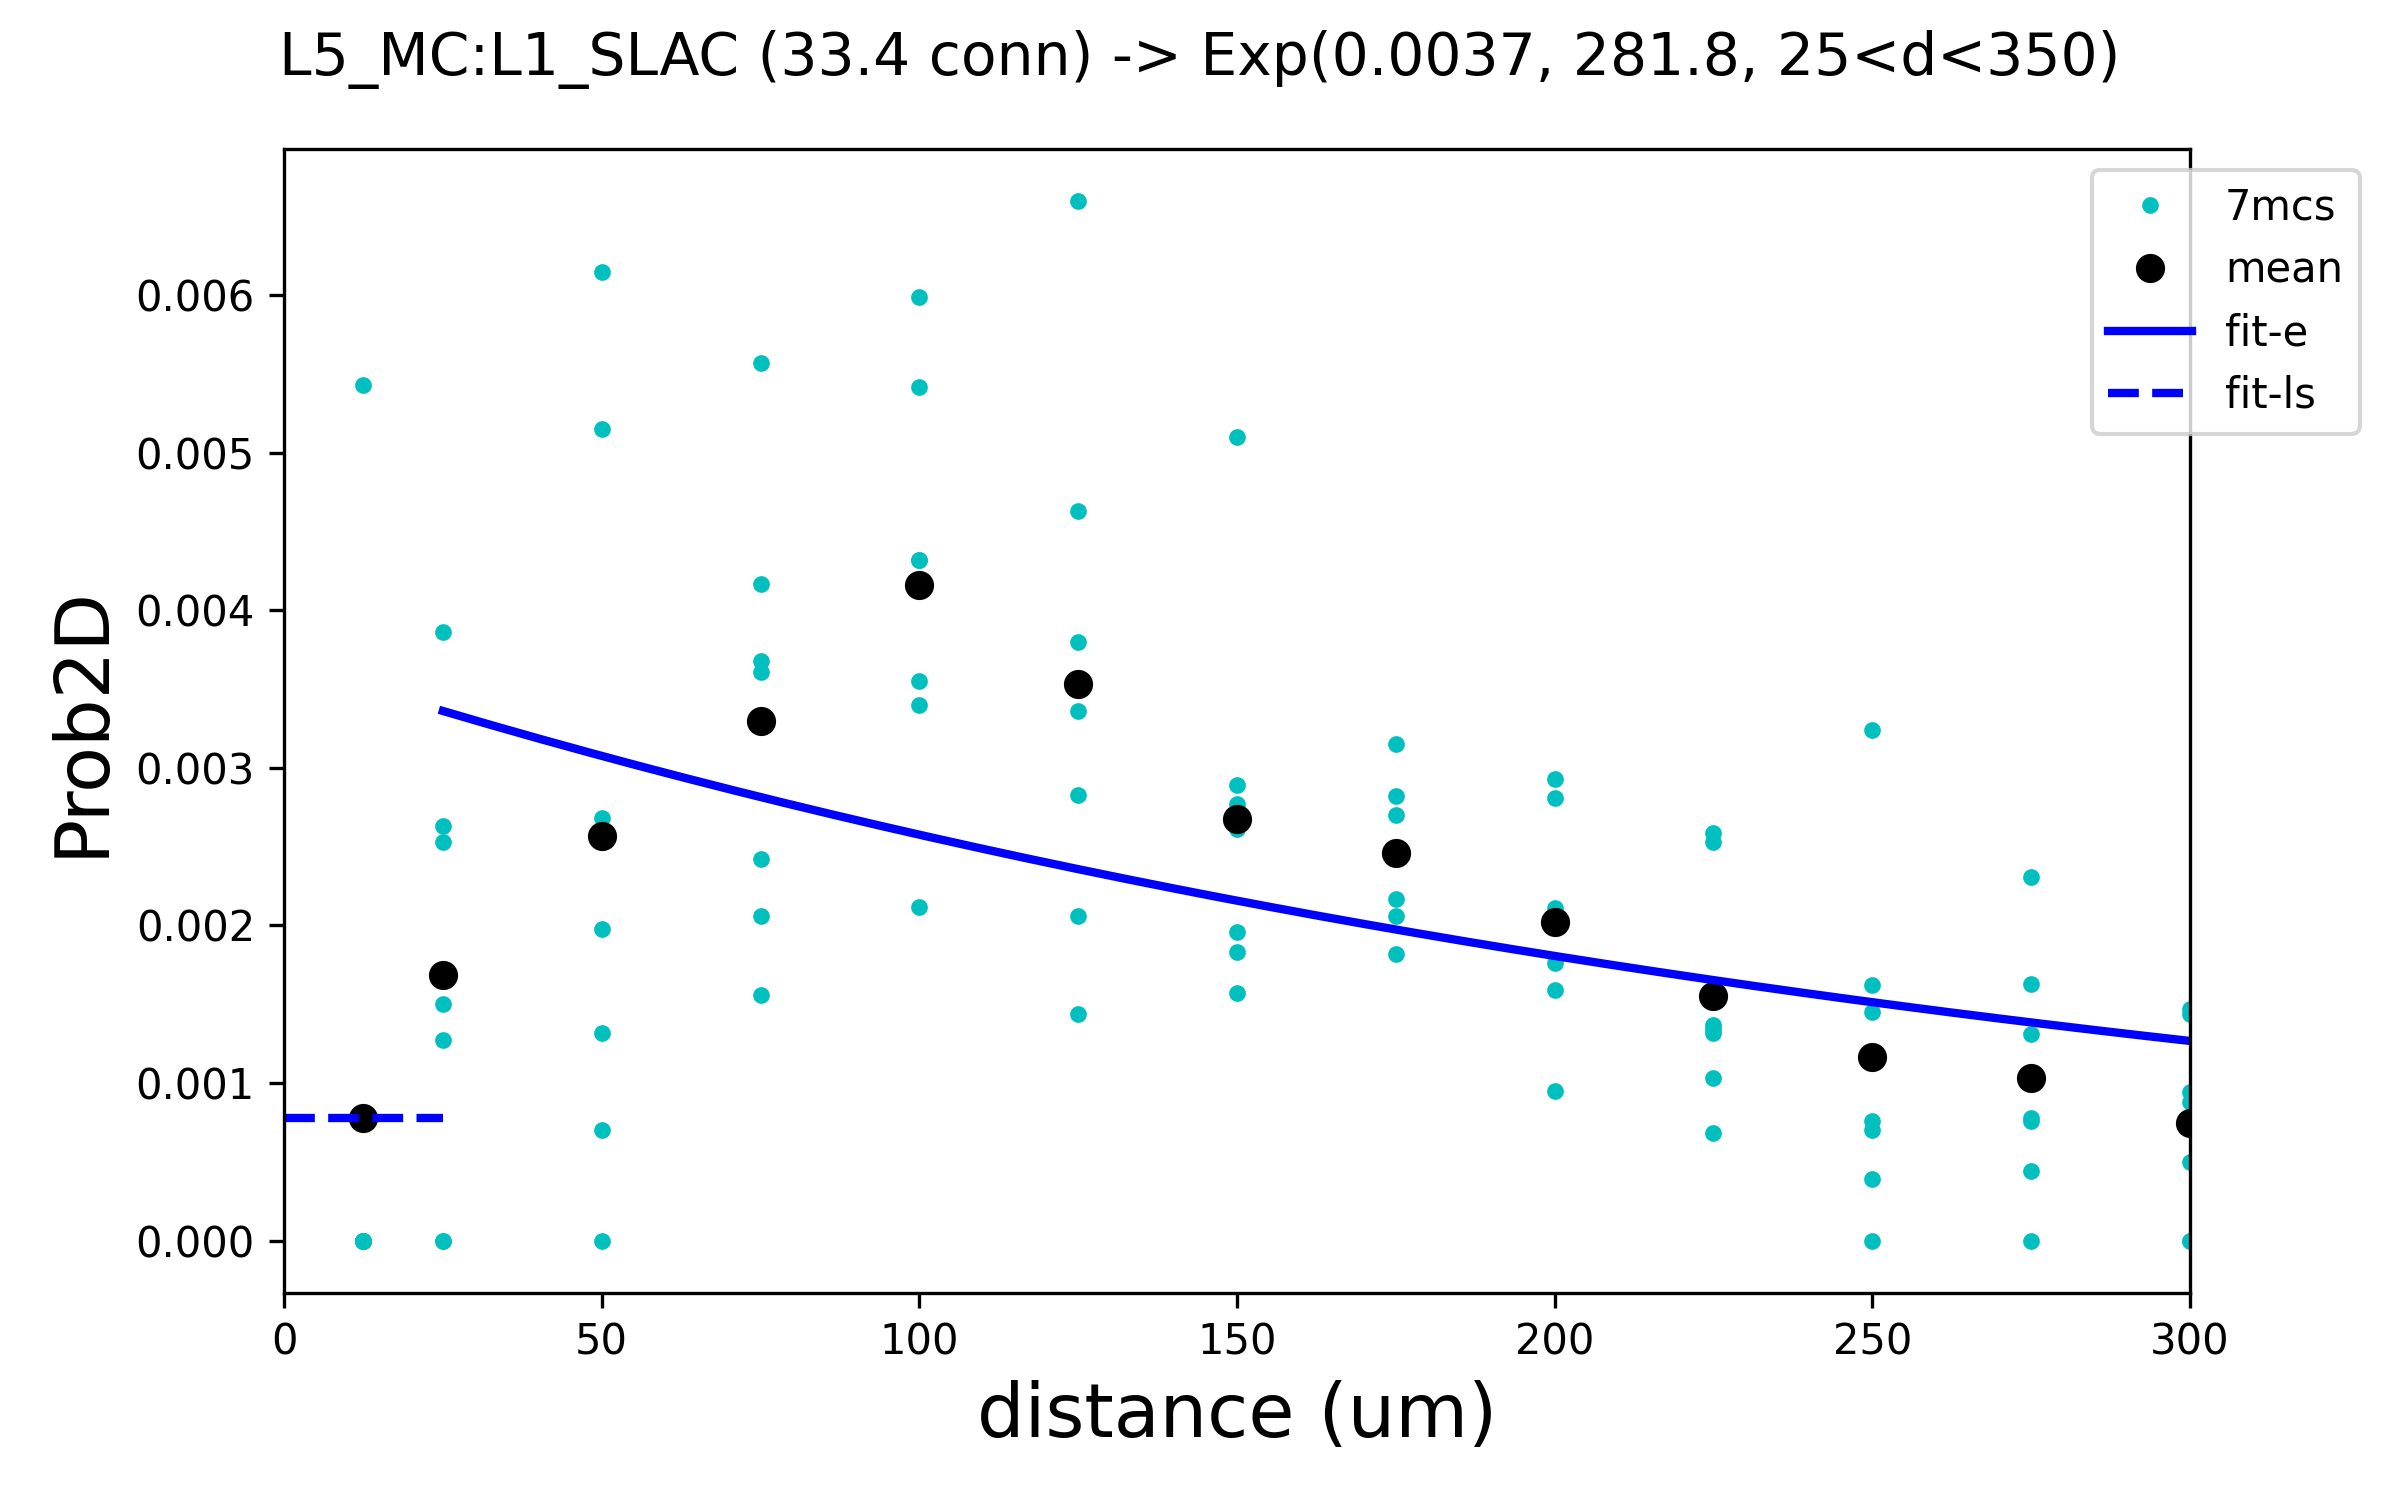 L5_MC:L1_SLAC (33.4 conn) -> Exp(0.0037, 281.8, 25<d<350)
7mcs
mean
fit-e
fit-ls
0.006
0.005
0.004
0.003
0.002
0.001
0.000
Prob2D
0 50 100 150 200 250 300
distance (um)